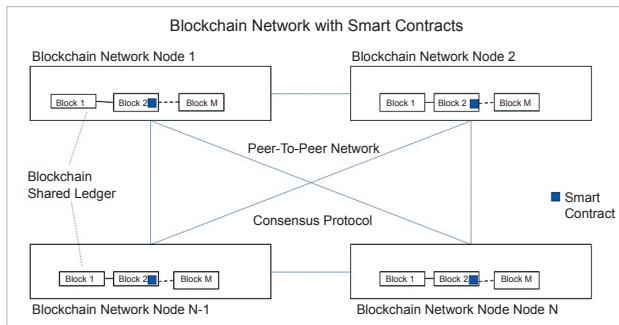 Blockchain Network with Smart Contracts
Blockchain Network Node 1
Blockchain Network Node 2
Block 1
Block 2
Block M
Block 1
Block 2
Block M
Peer-To-Peer Network
Blockchain
Shared Ledger
Smart
Contract
Consensus Protocol
Block 1
Block 2
Block M
Block 1
Block 2
Block M
Blockchain Network Node N-1
Blockchain Network Node Node N